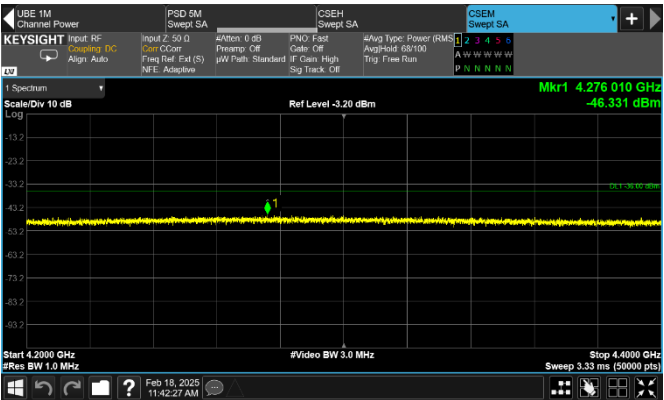 UBE 1M
Channel Power
PSD 5M
Swept SA
CSEH
Swept SA
CSEM
Swept SA
KEYSIGHT
LXI
Input: RF
Coupling: DC
Align: Auto
Input Z: 50 Ω
Corr CCorr
Freq Ref: Ext (S)
NFE: Adaptive
#Atten: 0 dB
Preamp: Off
µW Path: Standard
PNO: Fast
Gate: Off
IF Gain: High
Sig Track: Off
#Avg Type: Power (RMS
Avg|Hold: 68/100
Trig: Free Run
1 2 3 4 5 6
A W W W W W
P N N N N N
1 Spectrum
Scale/Div 10 dB
Log
Ref Level -3.20 dBm
Mkr1 4.276 010 GHz
-46.331 dBm
-13.2
-23.2
-33.2
DL1 -36.00 dBm
1
-43.2
-53.2
-63.2
-73.2
-83.2
-93.2
Start 4.2000 GHz
#Res BW 1.0 MHz
#Video BW 3.0 MHz
Stop 4.4000 GHz
Sweep 3.33 ms (50000 pts)
Feb 18, 2025
11:42:27 AM